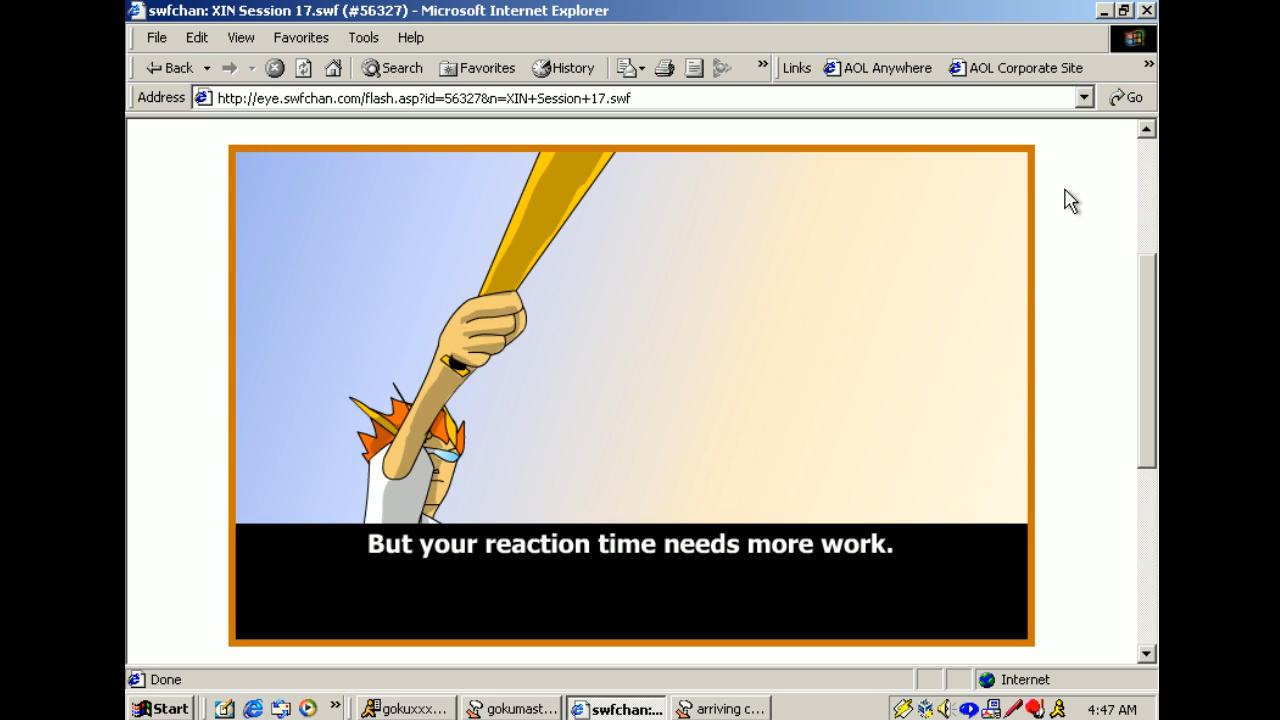 swfchan: XIN Session 17.swf (#56327) - Microsoft Internet Explorer
File Edit View Favorites Tools Help
Back Search Favorites History » Links AOL Anywhere AOL Corporate Site »
Address http://eye.swfchan.com/flash.asp?id=56327&n=XIN+Session+17.swf Go
But your reaction time needs more work.
Done Internet
Start » gokuxxx... gokumast... swfchan:... arriving c... 4:47 AM